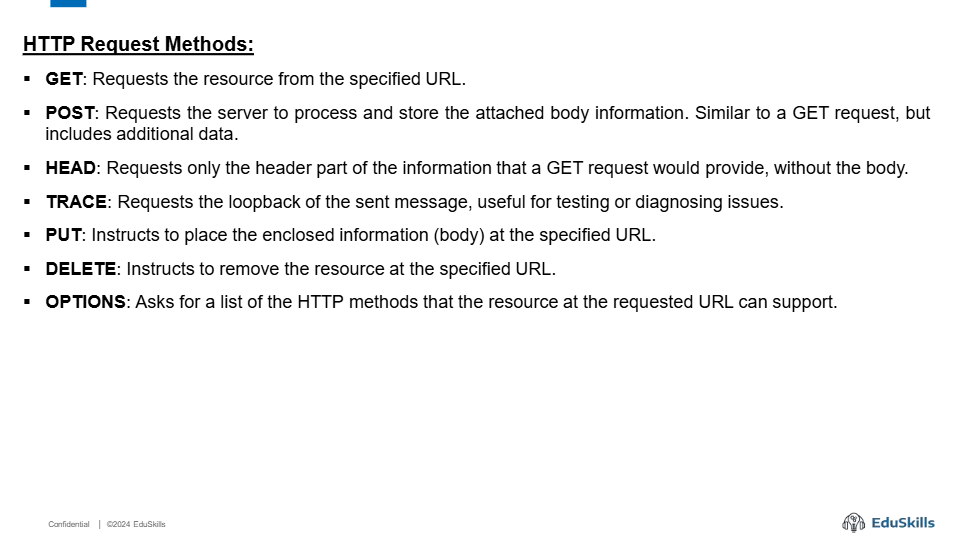 HTTP Request Methods:
▪ GET: Requests the resource from the specified URL.
▪ POST: Requests the server to process and store the attached body information. Similar to a GET request, but
includes additional data.
▪ HEAD: Requests only the header part of the information that a GET request would provide, without the body.
▪ TRACE: Requests the loopback of the sent message, useful for testing or diagnosing issues.
▪ PUT: Instructs to place the enclosed information (body) at the specified URL.
▪ DELETE: Instructs to remove the resource at the specified URL.
▪ OPTIONS: Asks for a list of the HTTP methods that the resource at the requested URL can support.
Confidential | ©2024 EduSkills
EduSkills